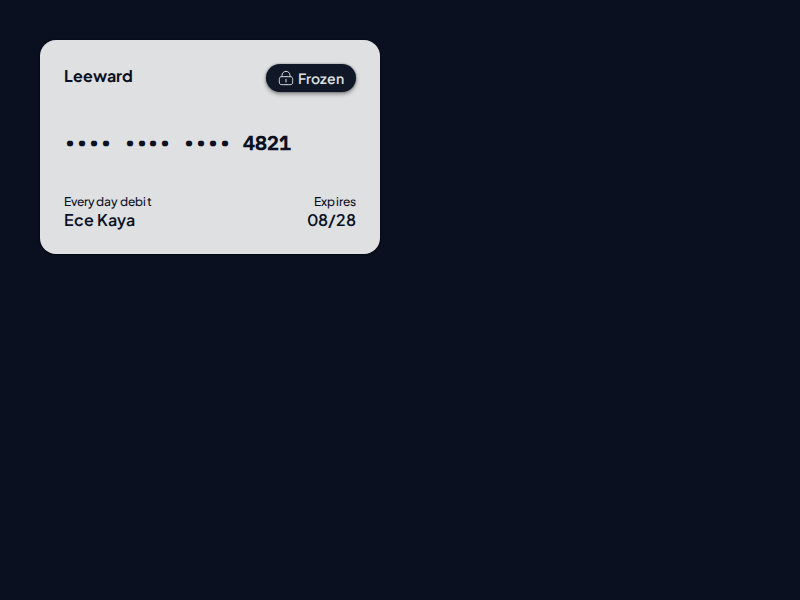 Leeward
Frozen
•••• •••• •••• 4821
Everyday debit
Expires
Ece Kaya
08/28